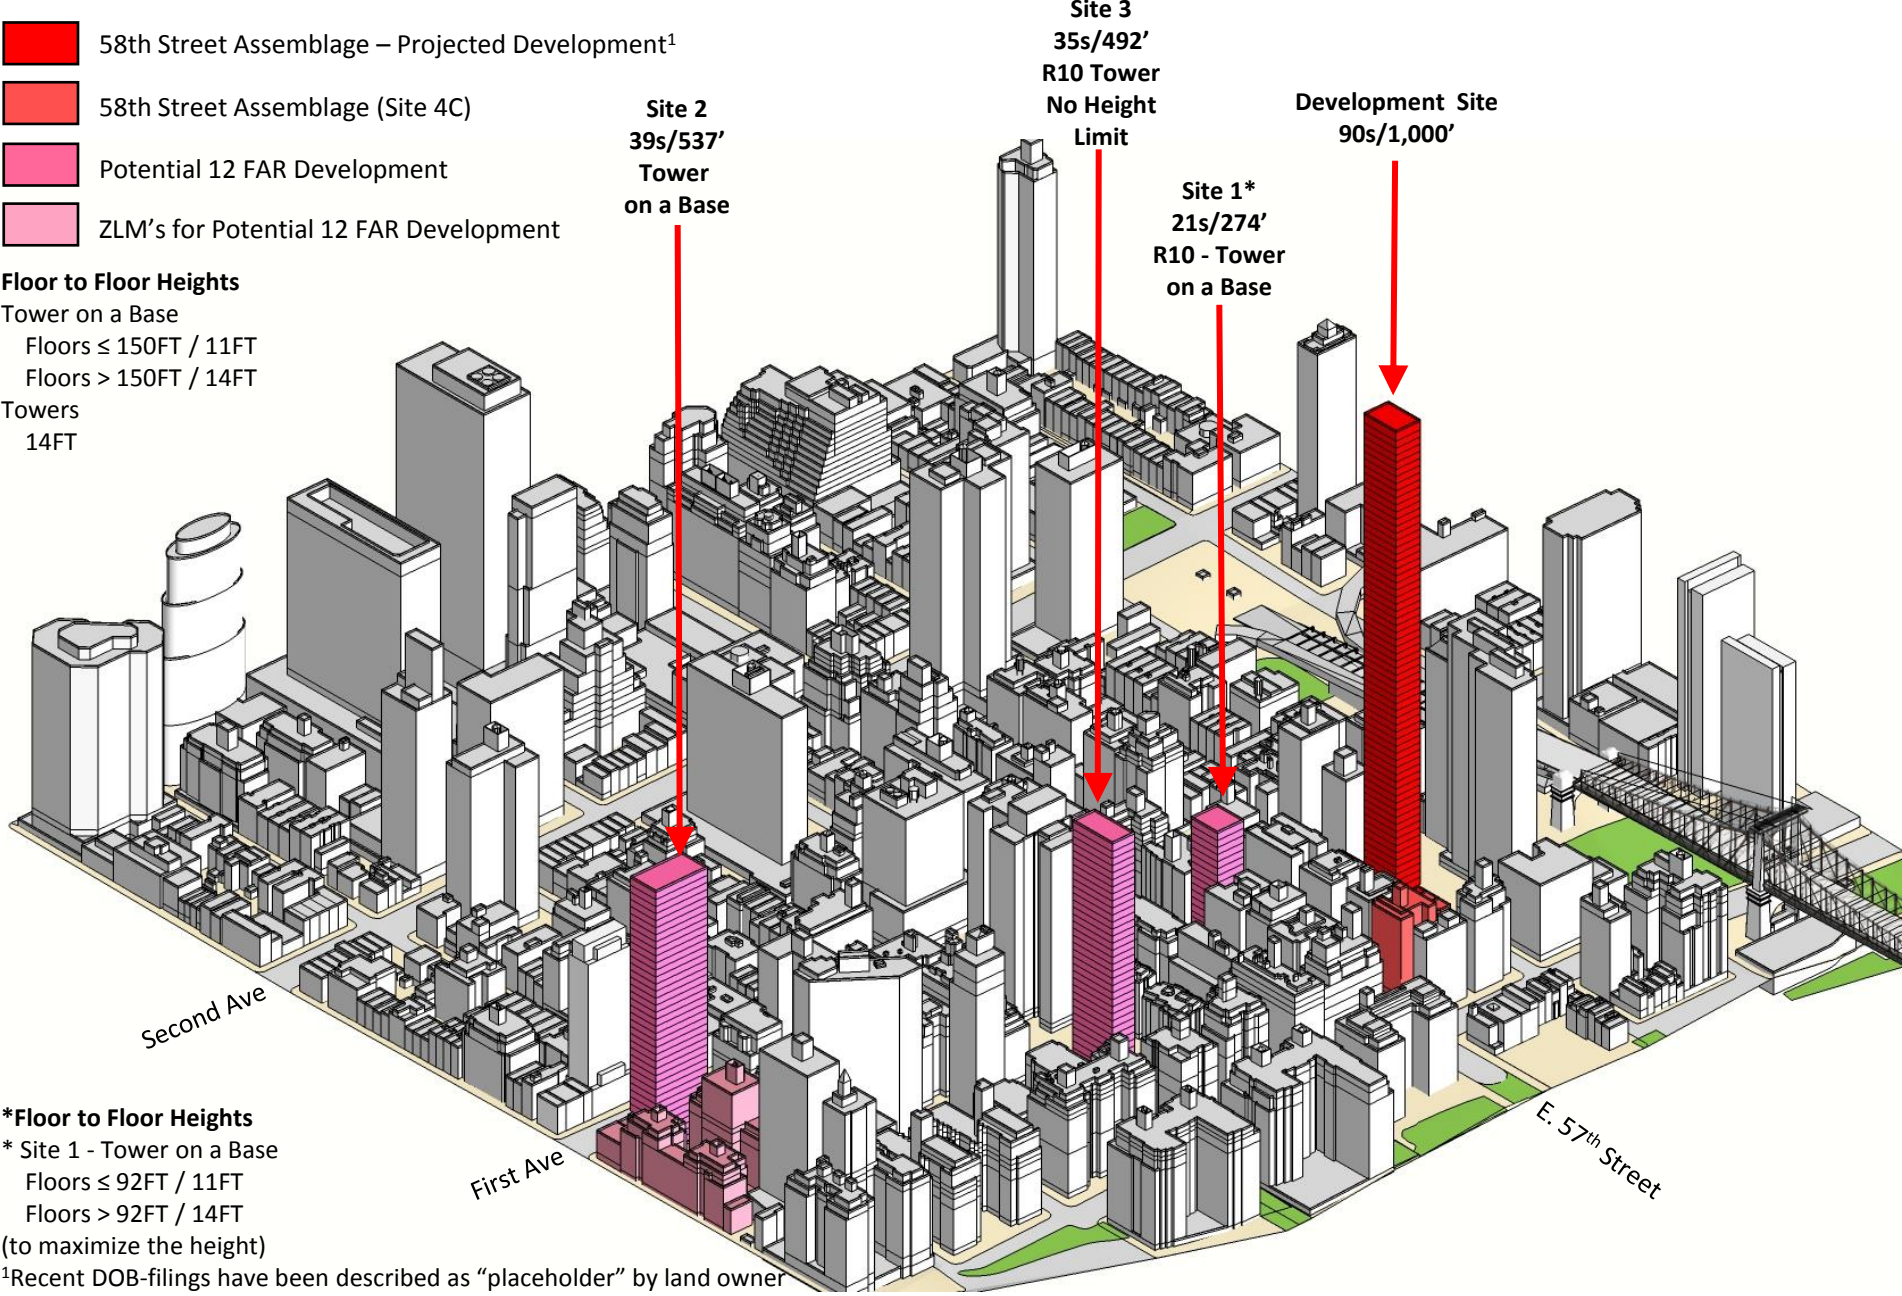 58th Street Assemblage – Projected Development¹
58th Street Assemblage (Site 4C)
Potential 12 FAR Development
ZLM’s for Potential 12 FAR Development
Floor to Floor Heights
Tower on a Base
Floors ≤ 150FT / 11FT
Floors > 150FT / 14FT
Towers
14FT
Site 2
39s/537’
Tower
on a Base
Site 3
35s/492’
R10 Tower
No Height
Limit
Site 1*
21s/274’
R10 - Tower
on a Base
Development Site
90s/1,000’
Second Ave
First Ave
E. 57th Street
*Floor to Floor Heights
* Site 1 - Tower on a Base
Floors ≤ 92FT / 11FT
Floors > 92FT / 14FT
(to maximize the height)
¹Recent DOB-filings have been described as “placeholder” by land owner